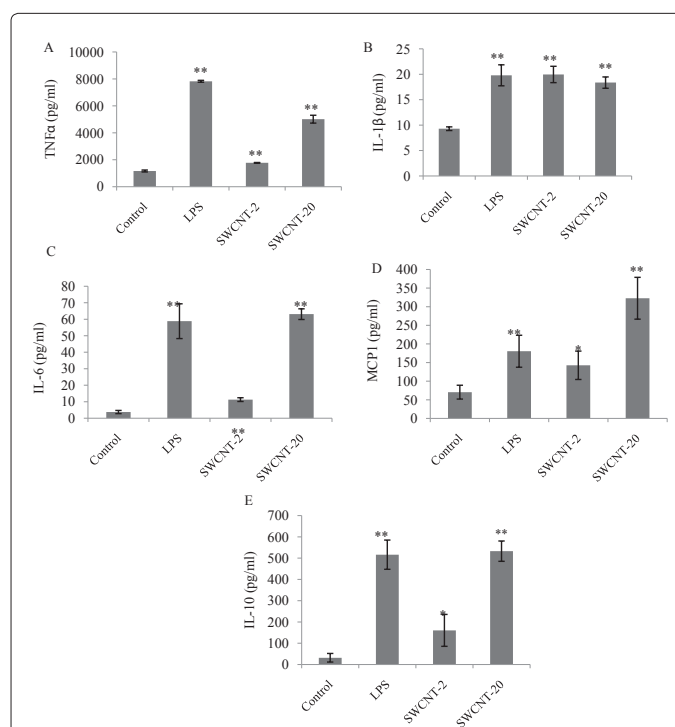 A
TNFα (pg/ml)
10000
8000
6000
4000
2000
0
**
**
**
Control
LPS
SWCNT-2
SWCNT-20
B
IL-1β (pg/ml)
25
20
15
10
5
0
**
**
**
Control
LPS
SWCNT-2
SWCNT-20
C
IL-6 (pg/ml)
70
60
50
40
30
20
10
0
**
**
**
Control
LPS
SWCNT-2
SWCNT-20
D
MCP1 (pg/ml)
400
350
300
250
200
150
100
50
0
**
*
**
Control
LPS
SWCNT-2
SWCNT-20
E
IL-10 (pg/ml)
700
600
500
400
300
200
100
0
**
*
**
Control
LPS
SWCNT-2
SWCNT-20